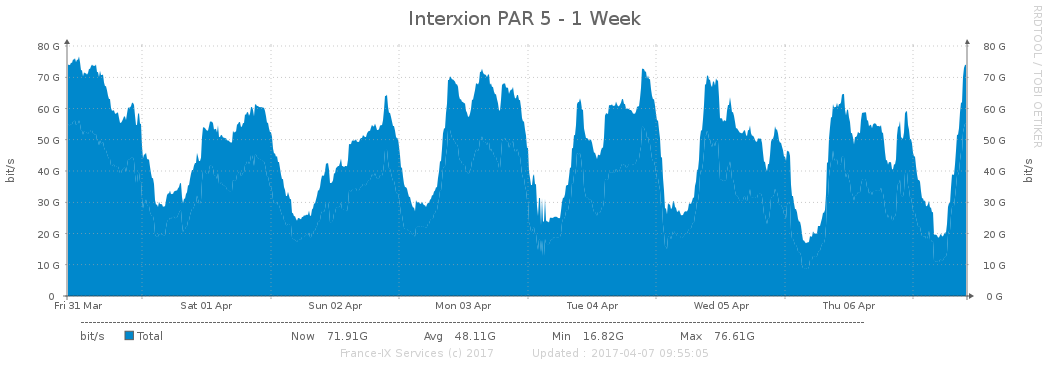 Interxion PAR 5 - 1 Week
RRDTOOL / TOBI OETIKER
80 G 80 G
70 G 70 G
60 G 60 G
50 G 50 G
40 G 40 G
30 G 30 G
20 G 20 G
10 G 10 G
0 0 G
bit/s
bit/s
Fri 31 Mar Sat 01 Apr Sun 02 Apr Mon 03 Apr Tue 04 Apr Wed 05 Apr Thu 06 Apr
bit/s Total Now 71.91G Avg 48.11G Min 16.82G Max 76.61G
France-IX Services (c) 2017 Updated : 2017-04-07 09:55:05